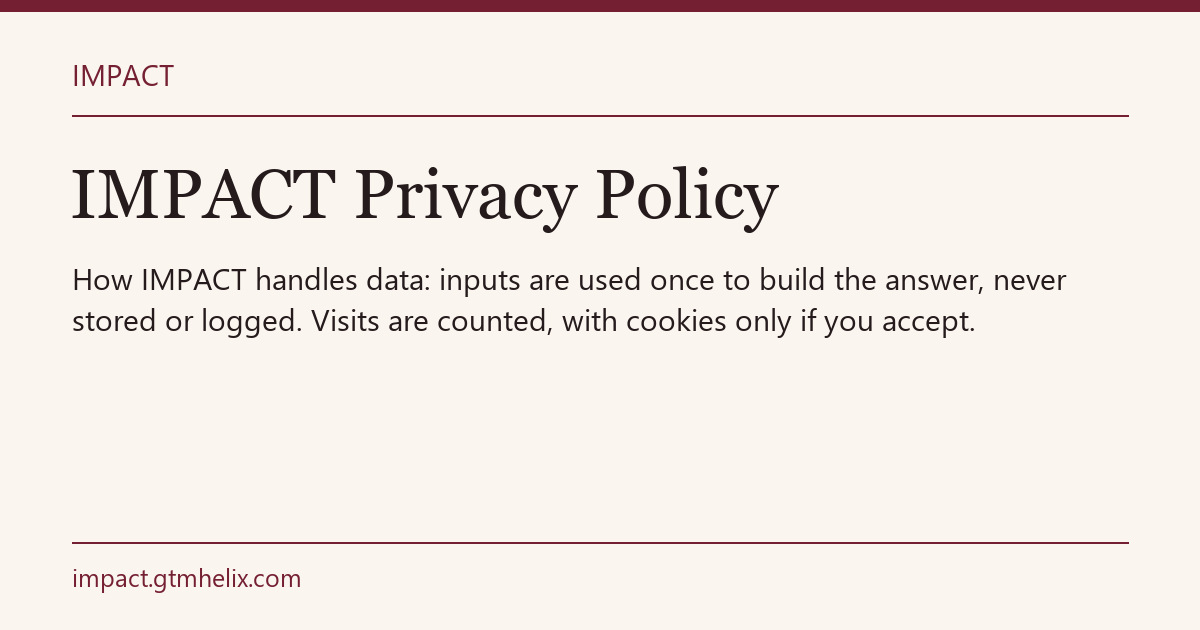 IMPACT
IMPACT Privacy Policy
How IMPACT handles data: inputs are used once to build the answer, never
stored or logged. Visits are counted, with cookies only if you accept.
impact.gtmhelix.com